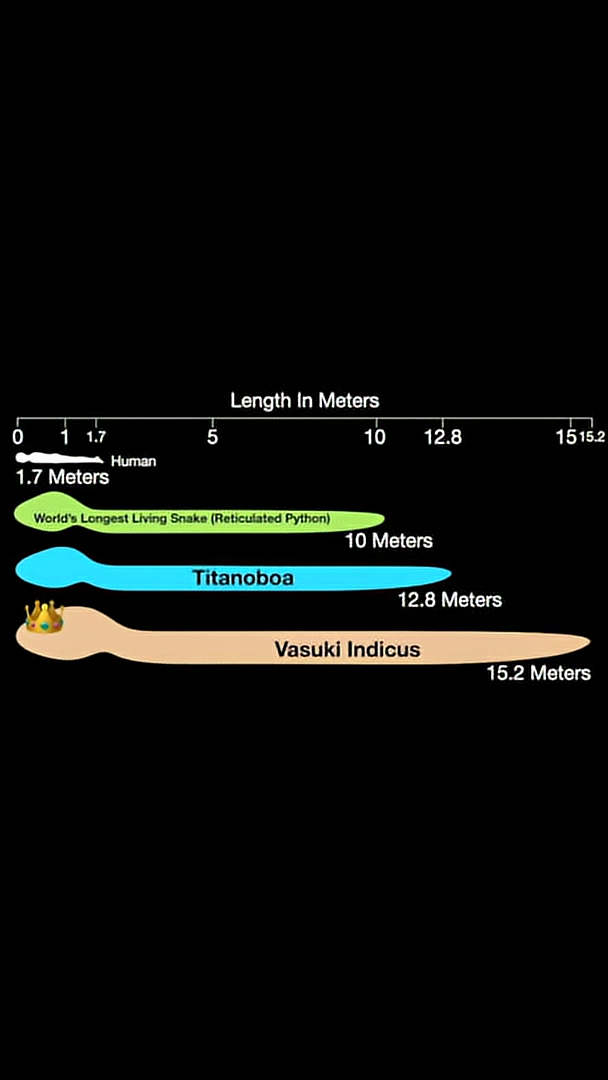 Length In Meters
0 1 1.7 5 10 12.8 15 15.2
Human
1.7 Meters
World's Longest Living Snake (Reticulated Python)
10 Meters
Titanoboa
12.8 Meters
Vasuki Indicus
15.2 Meters